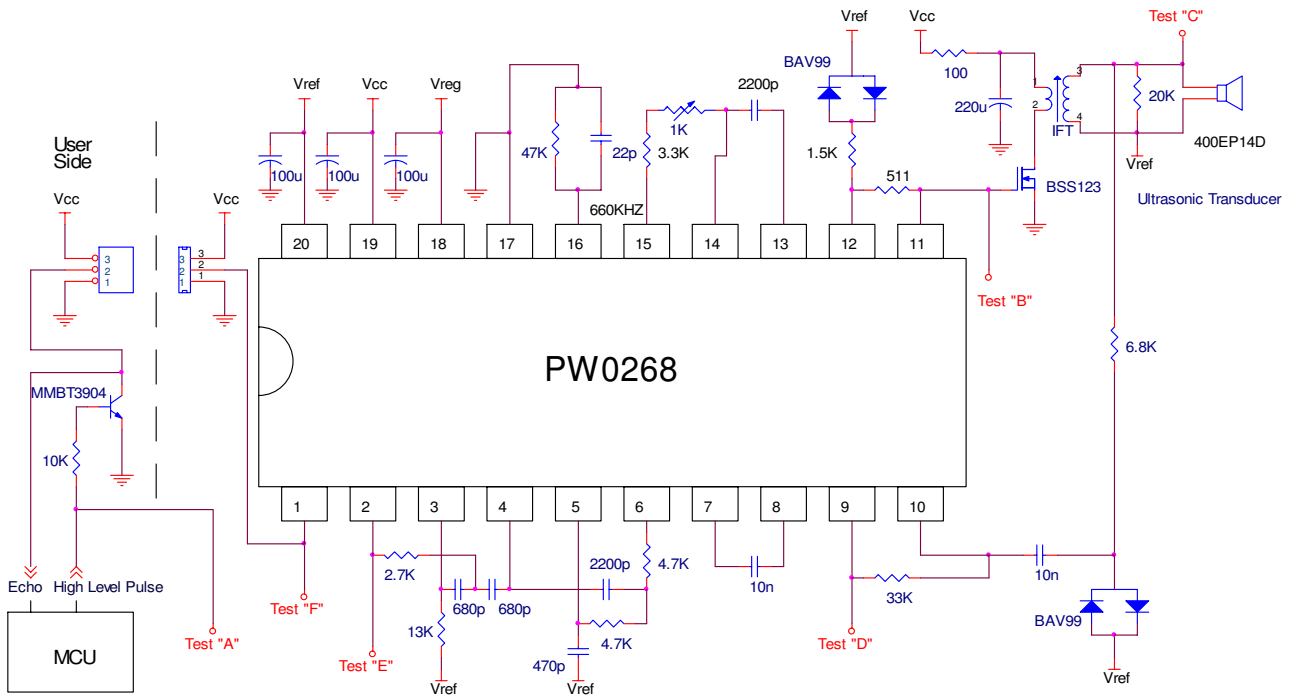 Vref
Vcc
Test "C"
BAV99
100
2200p
220u
1
2
3
4
20K
IFT
400EP14D
Vref
Ultrasonic Transducer
Vref
Vcc
Vreg
100u
100u
100u
47K
22p
1K
3.3K
1.5K
511
BSS123
660KHZ
User
Side
Vcc
Vcc
3
2
1
3
2
1
3
2
1
20
19
18
17
16
15
14
13
12
11
Test "B"
PW0268
6.8K
MMBT3904
10K
1
2
3
4
5
6
7
8
9
10
2.7K
680p
680p
2200p
4.7K
4.7K
10n
33K
10n
BAV99
Echo
High Level Pulse
Test "F"
13K
470p
Test "A"
Test "E"
Test "D"
MCU
Vref
Vref
Vref